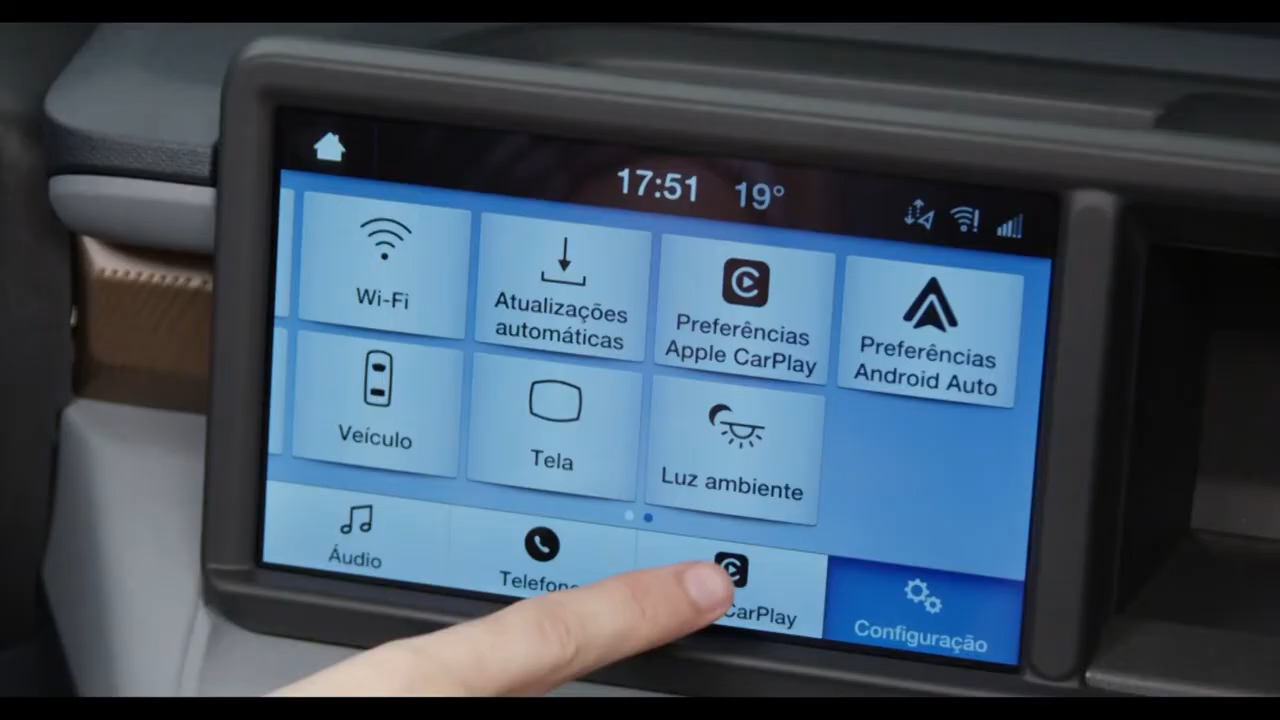 17:51 19°
Wi-Fi
Atualizações
automáticas
Preferências
Apple CarPlay
Preferências
Android Auto
Veículo
Tela
Luz ambiente
Áudio
CarPlay
Configuração